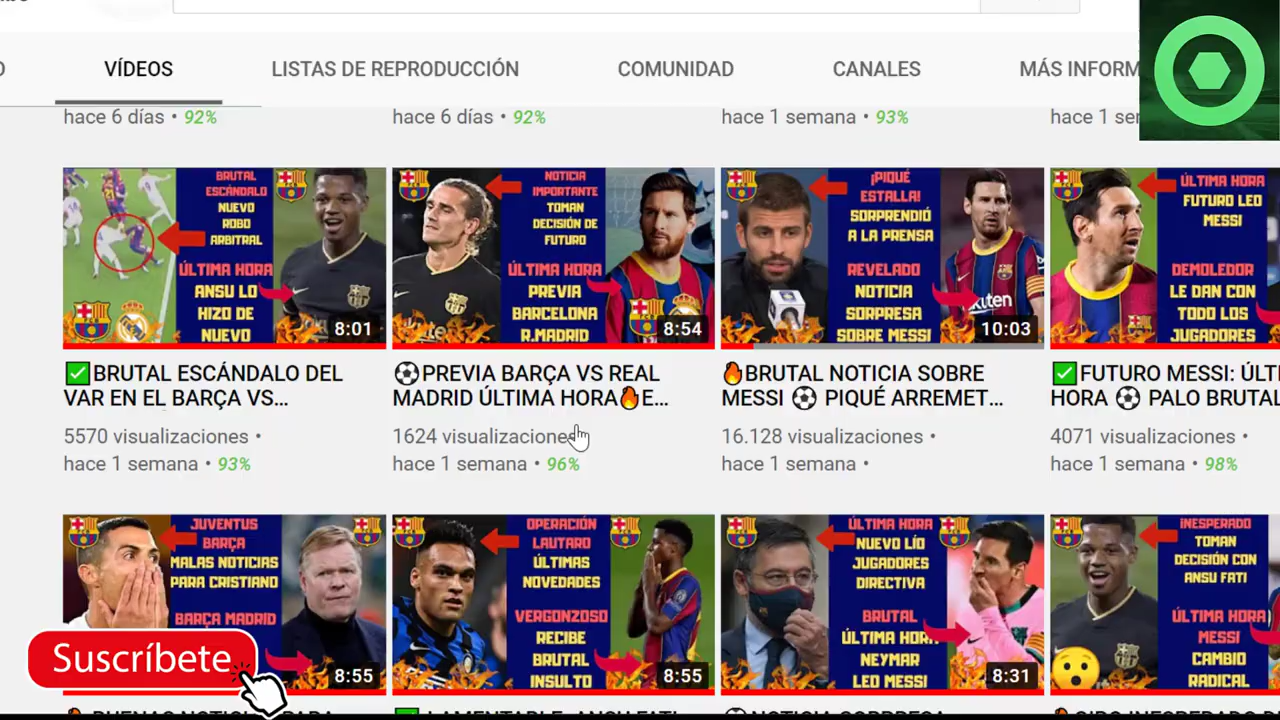 VÍDEOS
LISTAS DE REPRODUCCIÓN
COMUNIDAD
CANALES
MÁS INFORM
hace 6 días • 92%
hace 6 días • 92%
hace 1 semana • 93%
hace 1
BRUTAL
ESCÁNDALO
NUEVO
ROBO
ARBITRAL
ÚLTIMA HORA
ANSU LO
HIZO DE
NUEVO
8:01
NOTICIA
IMPORTANTE
TOMAN
DECISIÓN DE
FUTURO
ÚLTIMA HORA
PREVIA
BARCELONA
R.MADRID
8:54
¡PIQUÉ
ESTALLA!
SORPRENDIÓ
A LA PRENSA
REVELADO
NOTICIA
SORPRESA
SOBRE MESSI
10:03
ÚLTIMA HORA
FUTURO LEO
MESSI
DEMOLEDOR
LE DAN CON
TODO LOS
JUGADORES
✅BRUTAL ESCÁNDALO DEL
VAR EN EL BARÇA VS...
5570 visualizaciones •
hace 1 semana • 93%
⚽PREVIA BARÇA VS REAL
MADRID ÚLTIMA HORA🔥E...
1624 visualizaciones
hace 1 semana • 96%
🔥BRUTAL NOTICIA SOBRE
MESSI ⚽ PIQUÉ ARREMET...
16.128 visualizaciones •
hace 1 semana •
✅FUTURO MESSI: ÚLTI
HORA ⚽ PALO BRUTAL
4071 visualizaciones •
hace 1 semana • 98%
JUVENTUS
BARÇA
MALAS NOTICIAS
PARA CRISTIANO
BARÇA MADRID
8:55
OPERACIÓN
LAUTARO
ÚLTIMAS
NOVEDADES
VERGONZOSO
RECIBE
BRUTAL
INSULTO
8:55
ÚLTIMA HORA
NUEVO LÍO
JUGADORES
DIRECTIVA
BRUTAL
ÚLTIMA HORA
NEYMAR
LEO MESSI
8:31
INESPERADO
TOMAN
DECISIÓN CON
ANSU FATI
ÚLTIMA HORA
MESSI
CAMBIO
RADICAL
Suscríbete